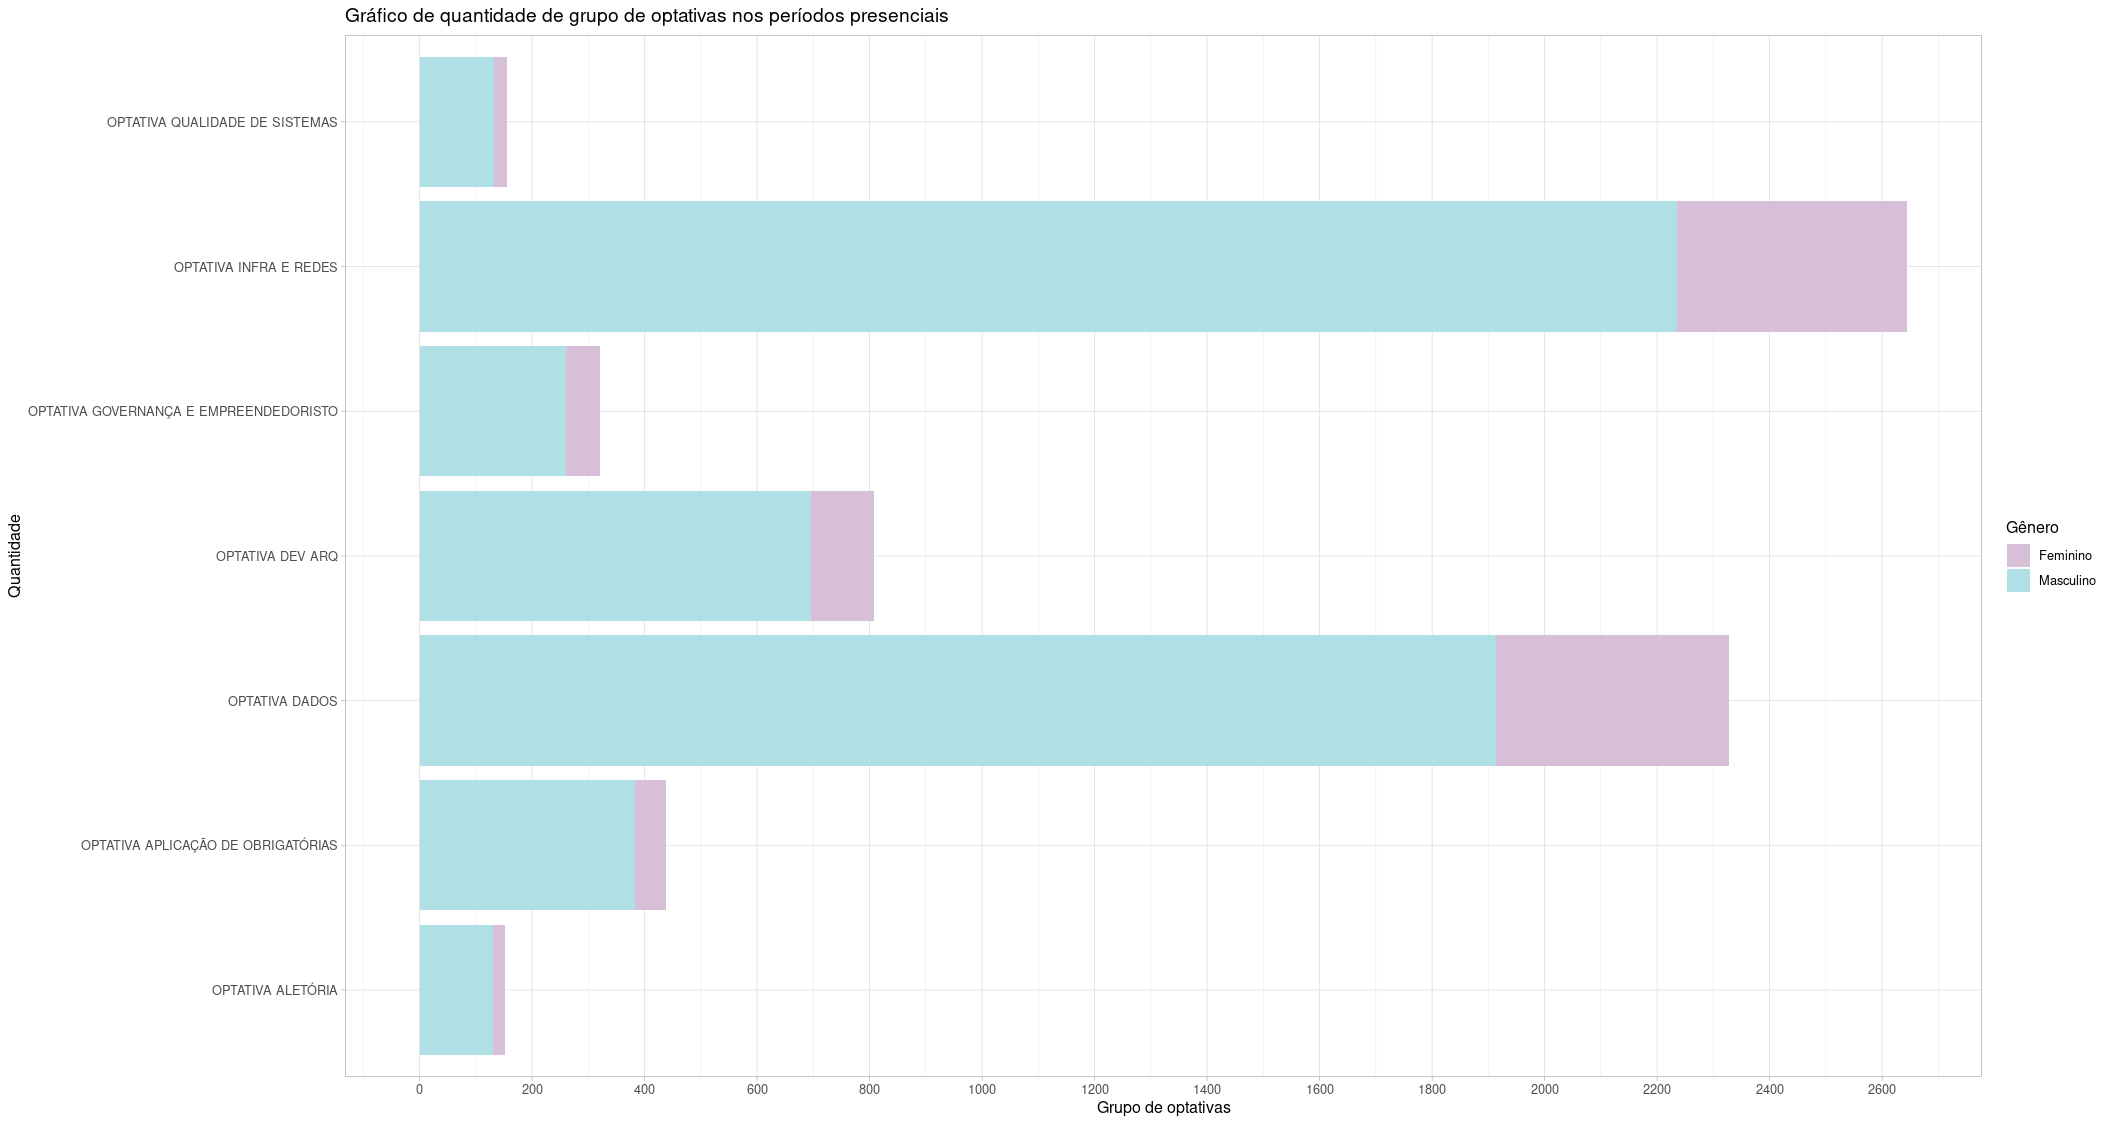 Gráfico de quantidade de grupo de optativas nos períodos presenciais
OPTATIVA QUALIDADE DE SISTEMAS
OPTATIVA INFRA E REDES
OPTATIVA GOVERNANÇA E EMPREENDEDORISTO
OPTATIVA DEV ARQ
OPTATIVA DADOS
OPTATIVA APLICAÇÃO DE OBRIGATÓRIAS
OPTATIVA ALETÓRIA
Quantidade
0 200 400 600 800 1000 1200 1400 1600 1800 2000 2200 2400 2600
Grupo de optativas
Gênero
Feminino
Masculino